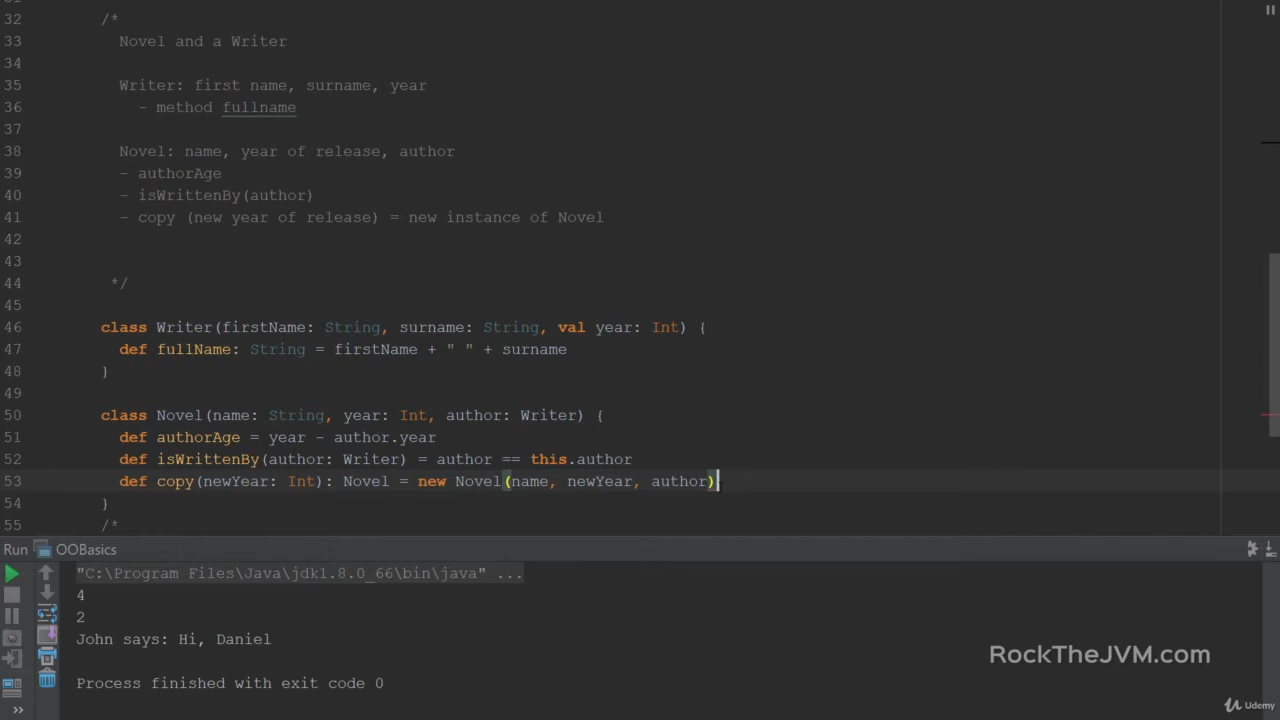 32 /*
33 Novel and a Writer
34
35 Writer: first name, surname, year
36 - method fullname
37
38 Novel: name, year of release, author
39 - authorAge
40 - isWrittenBy(author)
41 - copy (new year of release) = new instance of Novel
42
43
44 */
45
46 class Writer(firstName: String, surname: String, val year: Int) {
47 def fullName: String = firstName + " " + surname
48 }
49
50 class Novel(name: String, year: Int, author: Writer) {
51 def authorAge = year - author.year
52 def isWrittenBy(author: Writer) = author == this.author
53 def copy(newYear: Int): Novel = new Novel(name, newYear, author)
54 }
55 /*
Run OOBasics
"C:\Program Files\Java\jdk1.8.0_66\bin\java" ...
4
2
John says: Hi, Daniel
RockTheJVM.com
Process finished with exit code 0
Udemy